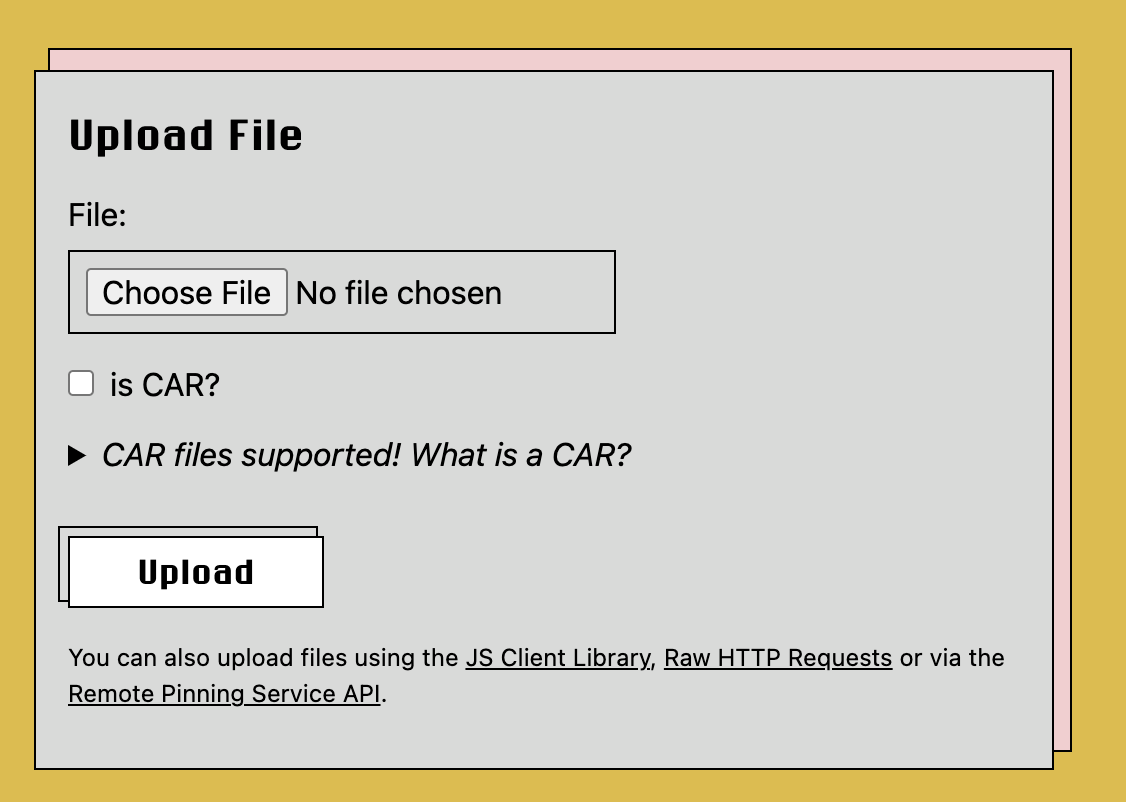 Upload File
File:
Choose File No file chosen
is CAR?
CAR files supported! What is a CAR?
Upload
You can also upload files using the JS Client Library, Raw HTTP Requests or via the
Remote Pinning Service API.